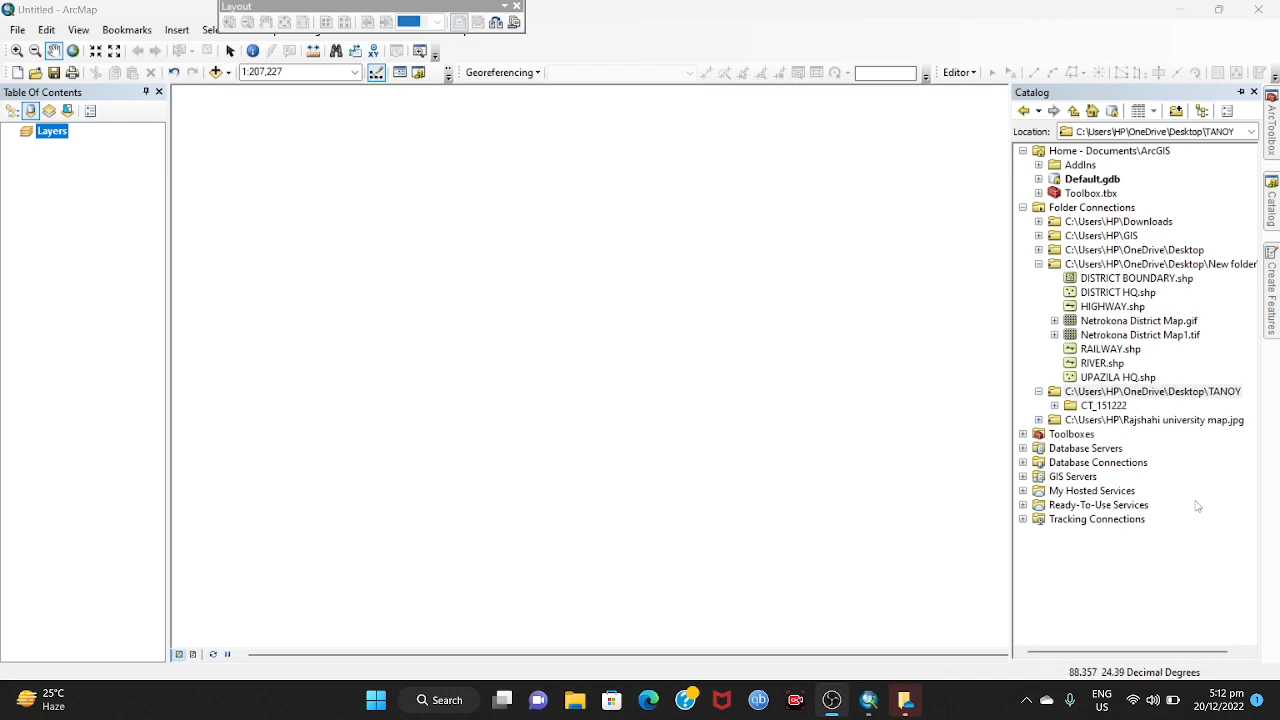 Untitled - ArcMap
Layout
File Edit View Bookmarks Insert
1:207,227
Georeferencing
Editor
Table Of Contents
Layers
Catalog
Location: C:\Users\HP\OneDrive\Desktop\TANOY
Home - Documents\ArcGIS
AddIns
Default.gdb
Toolbox.tbx
Folder Connections
C:\Users\HP\Downloads
C:\Users\HP\GIS
C:\Users\HP\OneDrive\Desktop
C:\Users\HP\OneDrive\Desktop\New folder
DISTRICT BOUNDARY.shp
DISTRICT HQ.shp
HIGHWAY.shp
Netrokona District Map.gif
Netrokona District Map1.tif
RAILWAY.shp
RIVER.shp
UPAZILA HQ.shp
C:\Users\HP\OneDrive\Desktop\TANOY
CT_151222
C:\Users\HP\Rajshahi university map.jpg
Toolboxes
Database Servers
Database Connections
GIS Servers
My Hosted Services
Ready-To-Use Services
Tracking Connections
ArcToolbox
Catalog
Create Features
88.357 24.39 Decimal Degrees
25°C
Haze
Search
ENG
US
5:12 pm
20/12/2022